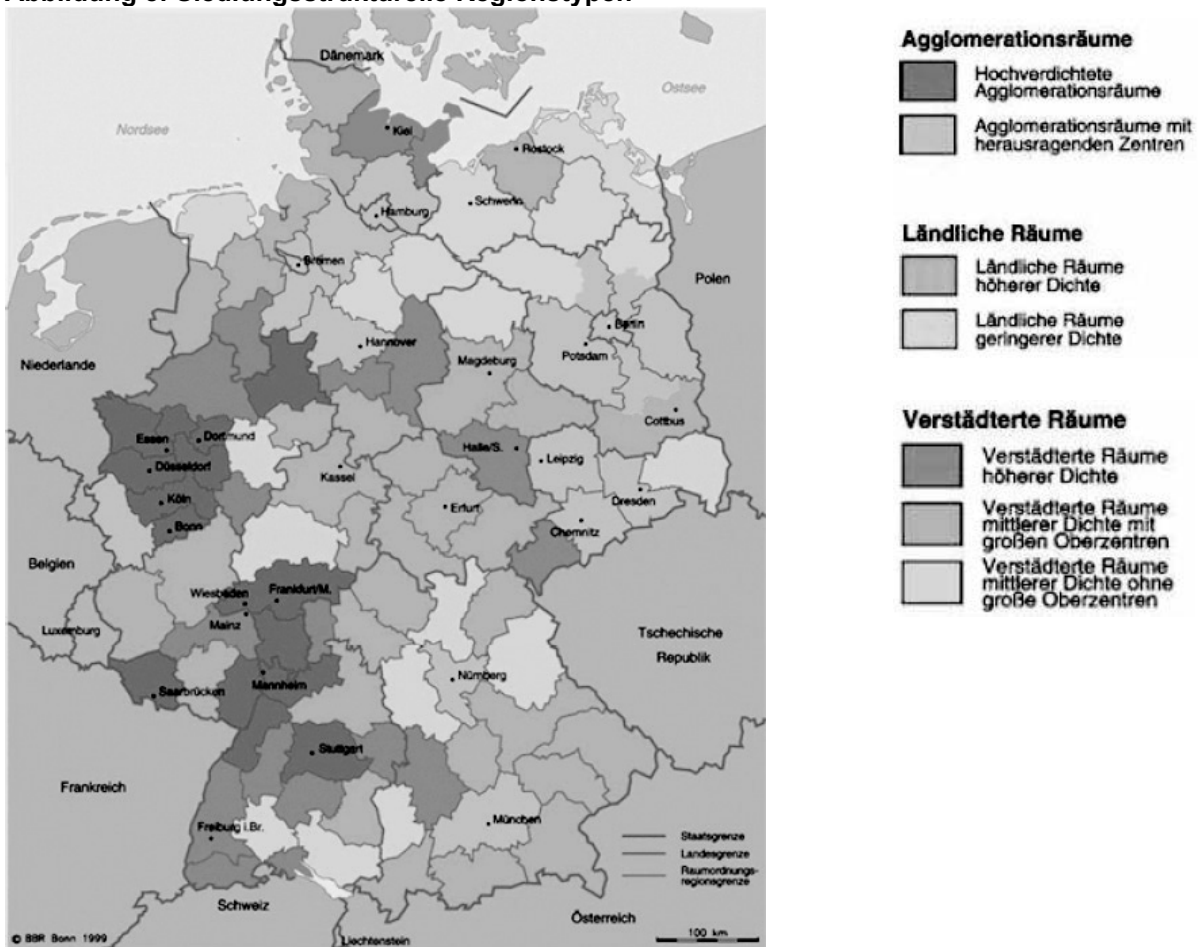 Abbildung 3: Siedlungsstrukturelle Regionstypen
Dänemark
Ostsee
Nordsee
Kiel
Rostock
Hamburg
Schwerin
Bremen
Polen
Berlin
Hannover
Niederlande
Magdeburg
Potsdam
Cottbus
Essen
Dortmund
Halle/S.
Leipzig
Düsseldorf
Kassel
Dresden
Köln
Erfurt
Chemnitz
Bonn
Belgien
Wiesbaden
Frankfurt/M.
Mainz
Luxemburg
Tschechische
Republik
Nürnberg
Saarbrücken
Mannheim
Stuttgart
Frankreich
München
Freiburg i.Br.
Staatsgrenze
Landesgrenze
Raumordnungs-
regionsgrenze
Schweiz
Österreich
© BBR Bonn 1999
Liechtenstein
100 km
Agglomerationsräume
Hochverdichtete
Agglomerationsräume
Agglomerationsräume mit
herausragenden Zentren
Ländliche Räume
Ländliche Räume
höherer Dichte
Ländliche Räume
geringerer Dichte
Verstädterte Räume
Verstädterte Räume
höherer Dichte
Verstädterte Räume
mittlerer Dichte mit
großen Oberzentren
Verstädterte Räume
mittlerer Dichte ohne
große Oberzentren